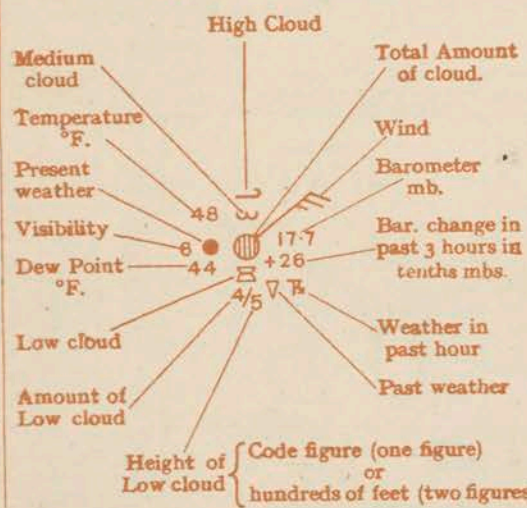 High Cloud
Medium
cloud
Total Amount
of cloud.
Temperature
°F.
Wind
Present
weather
Barometer
mb.
48
Visibility
6
17·7
Bar. change in
past 3 hours in
tenths mbs.
Dew Point
°F.
44
+26
4/5
Low cloud
Weather in
past hour
Amount of
Low cloud
Past weather
Height of
Low cloud
Code figure (one figure)
or
hundreds of feet (two figures